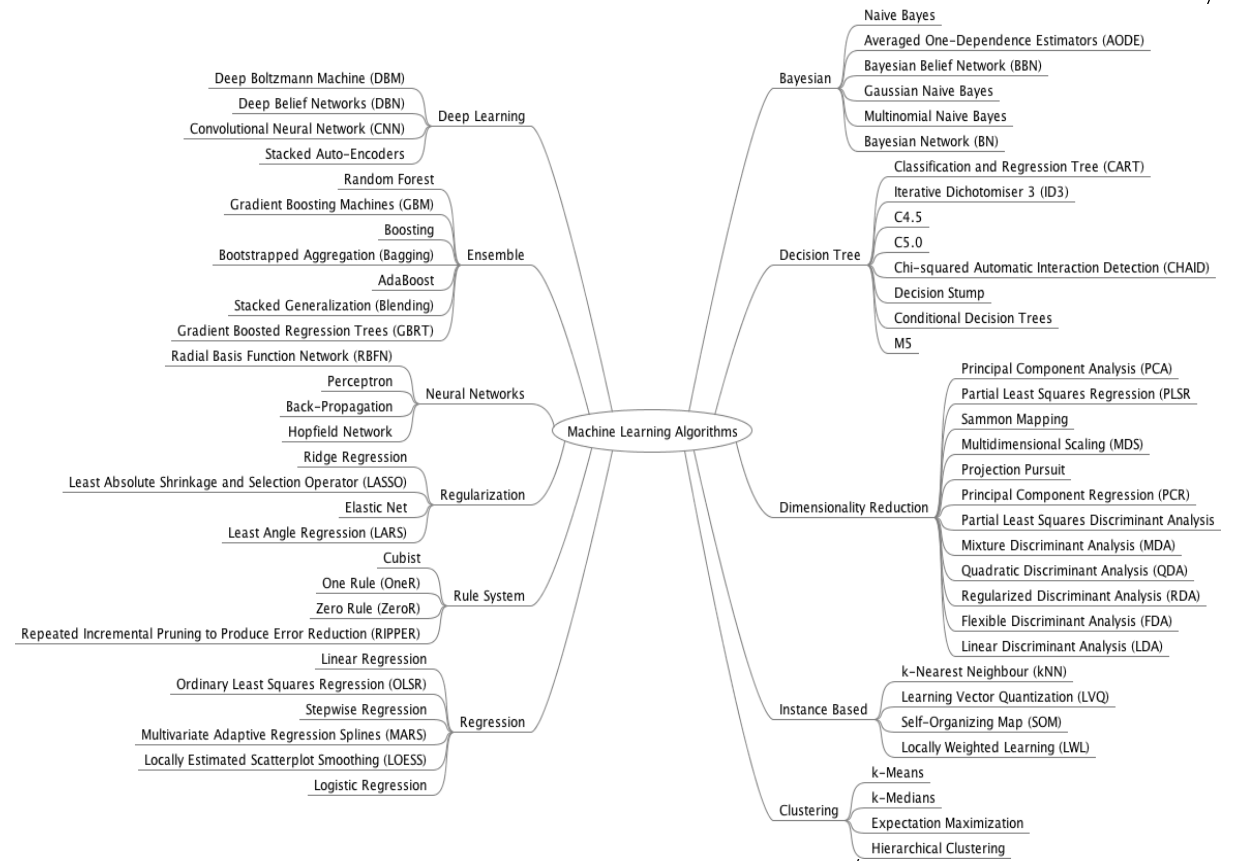 Deep Boltzmann Machine (DBM)
Deep Belief Networks (DBN)
Convolutional Neural Network (CNN)
Stacked Auto-Encoders
Deep Learning
Random Forest
Gradient Boosting Machines (GBM)
Boosting
Bootstrapped Aggregation (Bagging)
AdaBoost
Stacked Generalization (Blending)
Gradient Boosted Regression Trees (GBRT)
Ensemble
Radial Basis Function Network (RBFN)
Perceptron
Back-Propagation
Hopfield Network
Neural Networks
Ridge Regression
Least Absolute Shrinkage and Selection Operator (LASSO)
Elastic Net
Least Angle Regression (LARS)
Regularization
Cubist
One Rule (OneR)
Zero Rule (ZeroR)
Repeated Incremental Pruning to Produce Error Reduction (RIPPER)
Rule System
Linear Regression
Ordinary Least Squares Regression (OLSR)
Stepwise Regression
Multivariate Adaptive Regression Splines (MARS)
Locally Estimated Scatterplot Smoothing (LOESS)
Logistic Regression
Regression
Machine Learning Algorithms
Bayesian
Naive Bayes
Averaged One-Dependence Estimators (AODE)
Bayesian Belief Network (BBN)
Gaussian Naive Bayes
Multinomial Naive Bayes
Bayesian Network (BN)
Decision Tree
Classification and Regression Tree (CART)
Iterative Dichotomiser 3 (ID3)
C4.5
C5.0
Chi-squared Automatic Interaction Detection (CHAID)
Decision Stump
Conditional Decision Trees
M5
Dimensionality Reduction
Principal Component Analysis (PCA)
Partial Least Squares Regression (PLSR
Sammon Mapping
Multidimensional Scaling (MDS)
Projection Pursuit
Principal Component Regression (PCR)
Partial Least Squares Discriminant Analysis
Mixture Discriminant Analysis (MDA)
Quadratic Discriminant Analysis (QDA)
Regularized Discriminant Analysis (RDA)
Flexible Discriminant Analysis (FDA)
Linear Discriminant Analysis (LDA)
Instance Based
k-Nearest Neighbour (kNN)
Learning Vector Quantization (LVQ)
Self-Organizing Map (SOM)
Locally Weighted Learning (LWL)
Clustering
k-Means
k-Medians
Expectation Maximization
Hierarchical Clustering